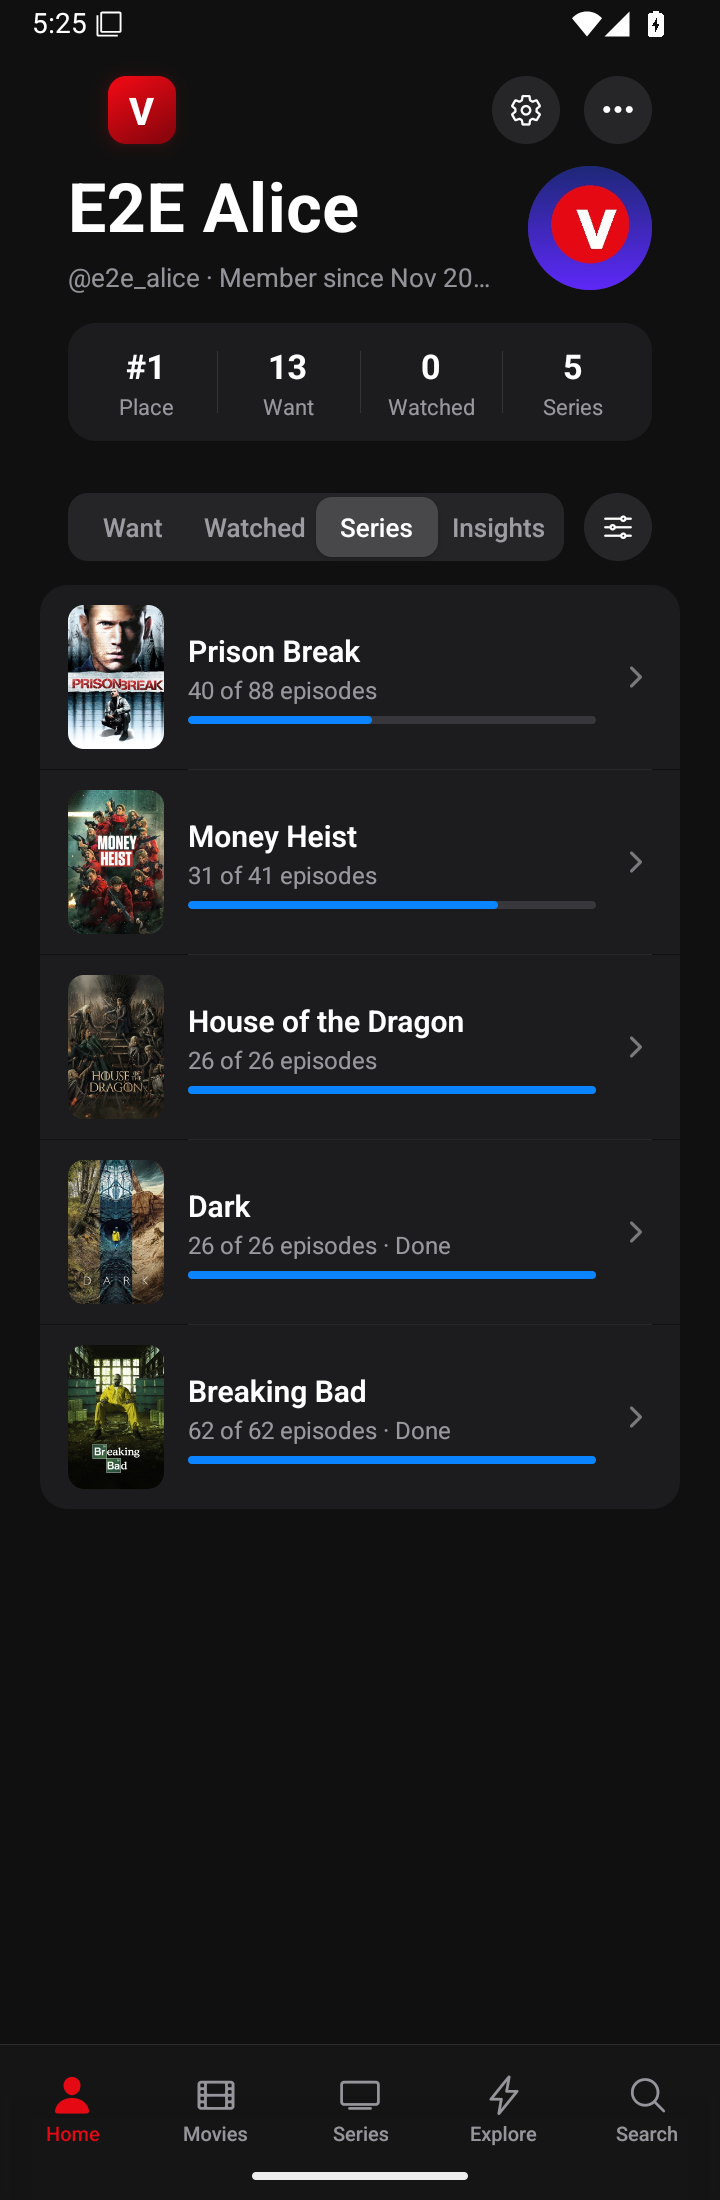 5:25
V
E2E Alice
V
@e2e_alice · Member since Nov 20...
#1
Place
13
Want
0
Watched
5
Series
Want
Watched
Series
Insights
PRISON BREAK
Prison Break
40 of 88 episodes
MONEY
HEIST
Money Heist
31 of 41 episodes
HOUSE OF THE
DRAGON
House of the Dragon
26 of 26 episodes
DARK
Dark
26 of 26 episodes · Done
Breaking
Bad
Breaking Bad
62 of 62 episodes · Done
Home
Movies
Series
Explore
Search